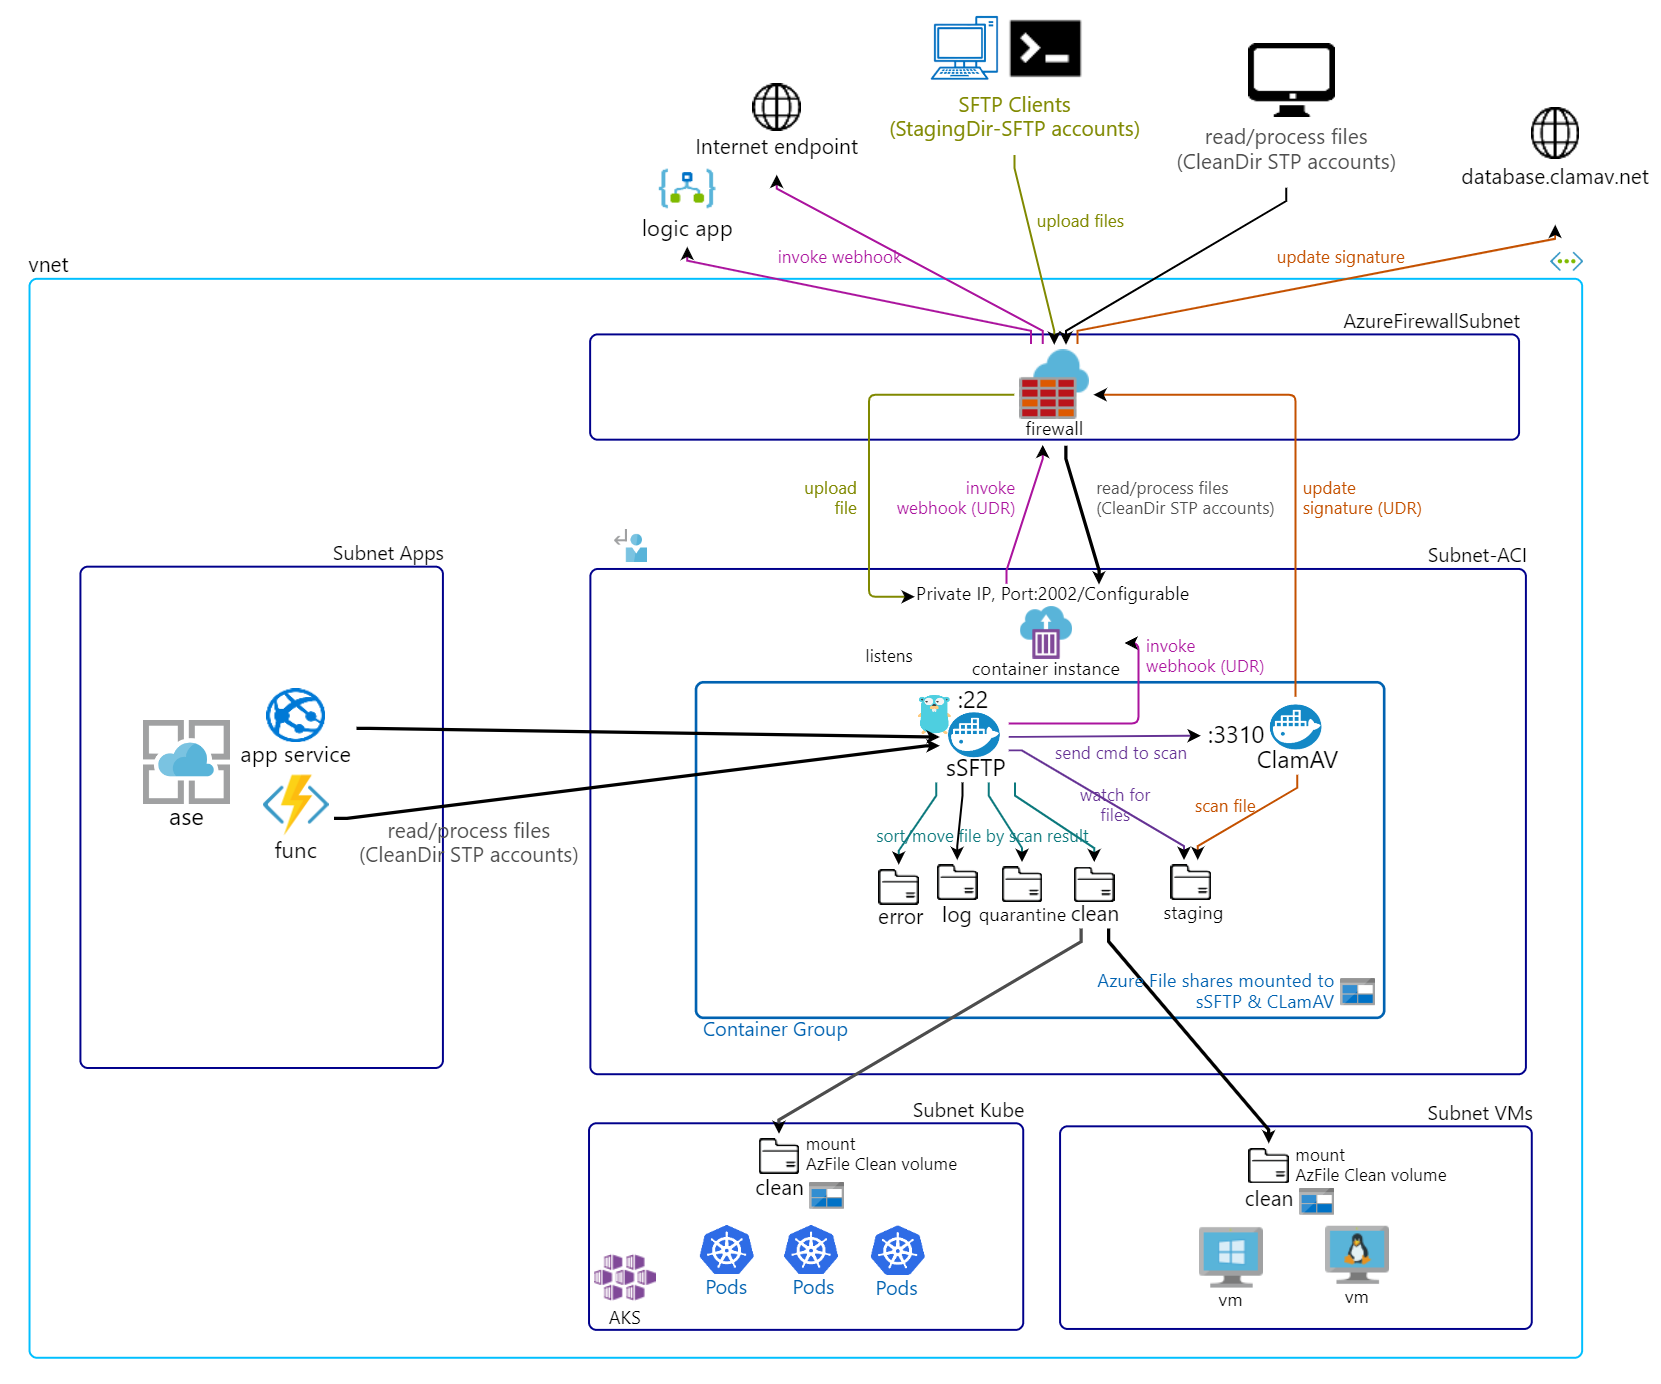 SFTP Clients
(StagingDir-SFTP accounts)
read/process files
(CleanDir STP accounts)
Internet endpoint
database.clamav.net
logic app
upload files
invoke webhook
update signature
vnet
AzureFirewallSubnet
firewall
upload
file
invoke
webhook (UDR)
read/process files
(CleanDir STP accounts)
update
signature (UDR)
Subnet Apps
Subnet-ACI
Private IP, Port:2002/Configurable
listens
container instance
invoke
webhook (UDR)
:22
sSFTP
send cmd to scan
:3310
ClamAV
app service
ase
func
read/process files
(CleanDir STP accounts)
watch for
files
scan file
sort/move file by scan result
error
log
quarantine
clean
staging
Azure File shares mounted to
sSFTP & CLamAV
Container Group
Subnet Kube
mount
AzFile Clean volume
clean
Pods
Pods
Pods
AKS
Subnet VMs
mount
AzFile Clean volume
clean
vm
vm